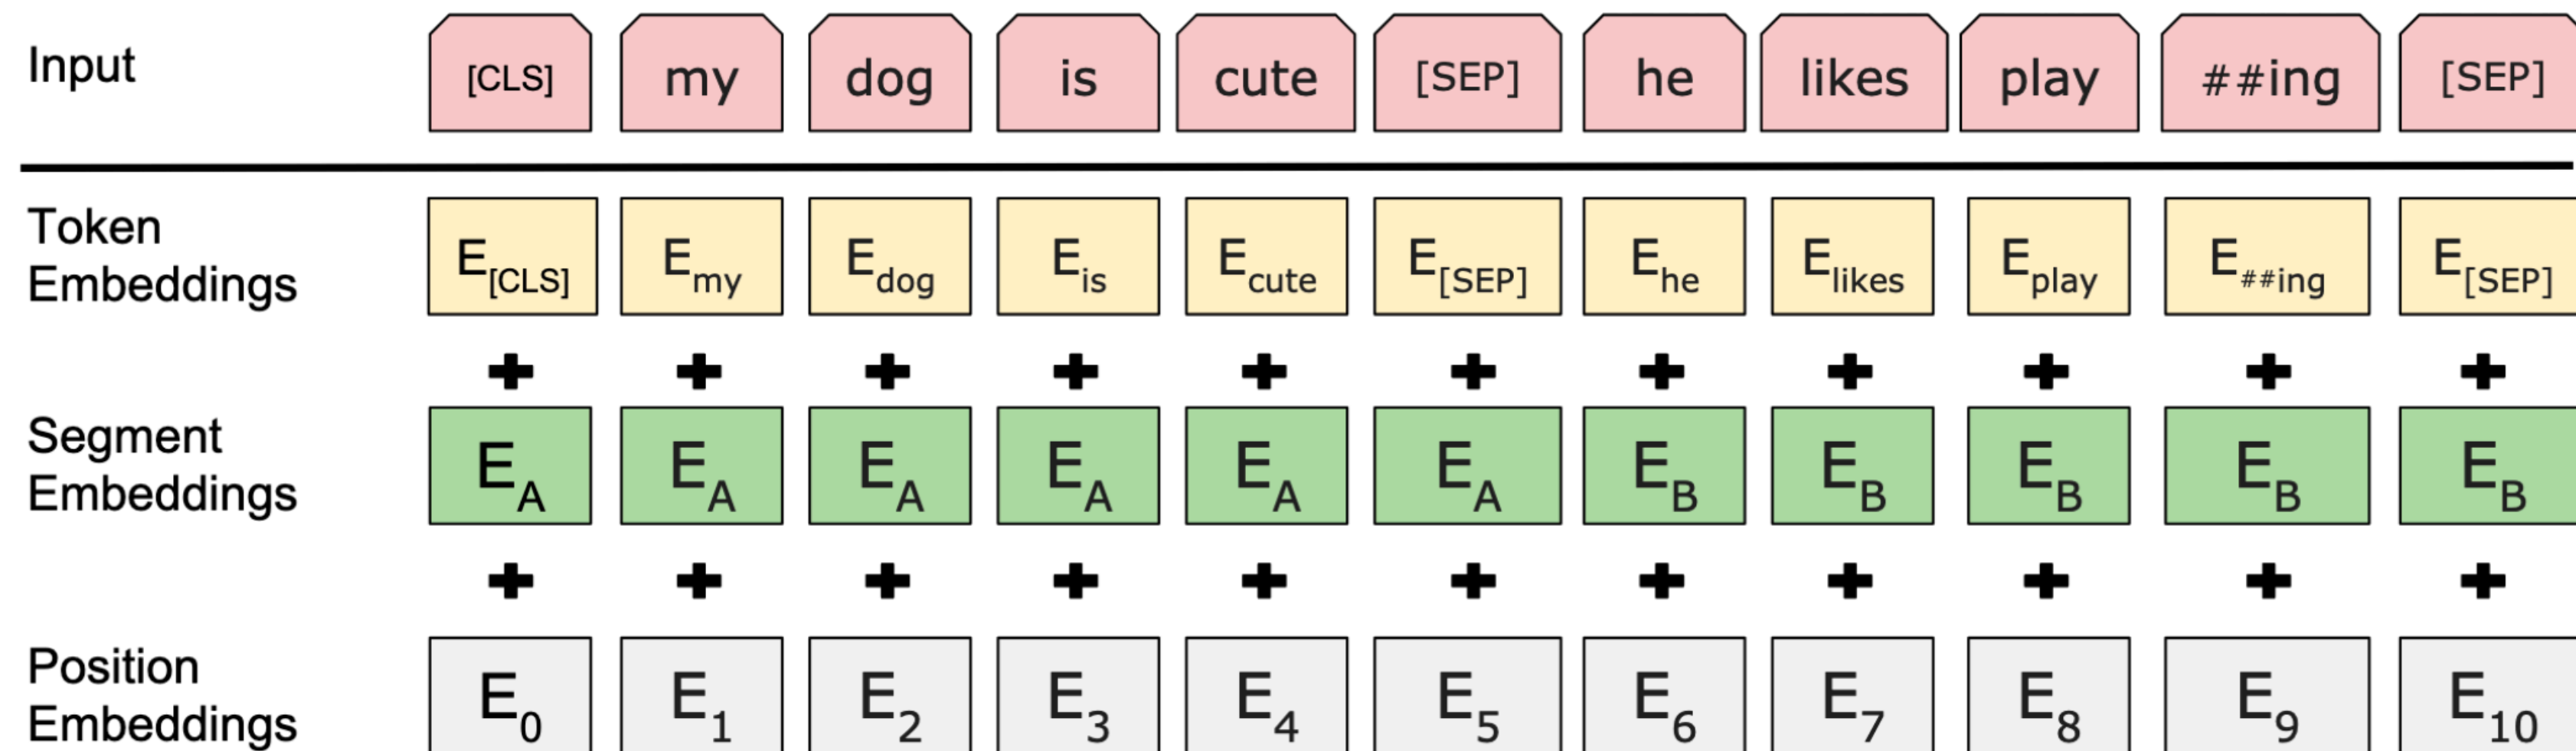 Input [CLS] my dog is cute [SEP] he likes play ##ing [SEP]
Token
Embeddings E[CLS] Emy Edog Eis Ecute E[SEP] Ehe Elikes Eplay E##ing E[SEP]
+ + + + + + + + + + +
Segment
Embeddings EA EA EA EA EA EA EB EB EB EB EB
+ + + + + + + + + + +
Position
Embeddings E0 E1 E2 E3 E4 E5 E6 E7 E8 E9 E10